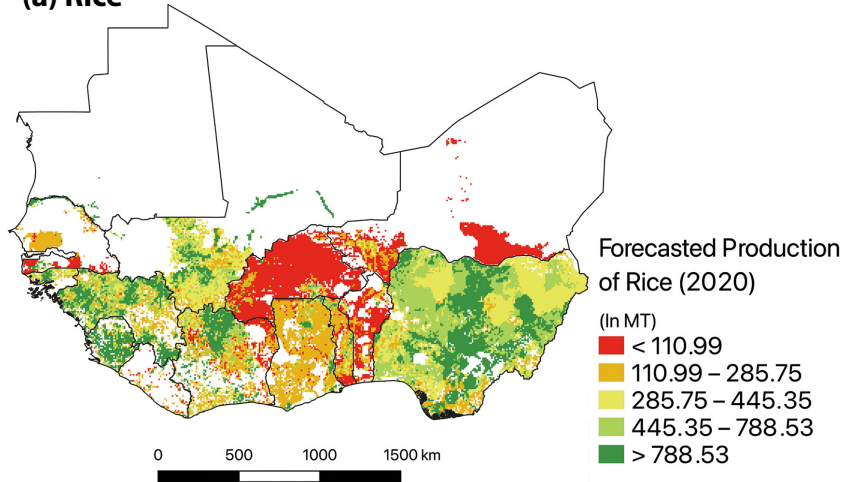 (a) Rice
Forecasted Production
of Rice (2020)
(In MT)
< 110.99
110.99 – 285.75
285.75 – 445.35
445.35 – 788.53
> 788.53
0 500 1000 1500 km